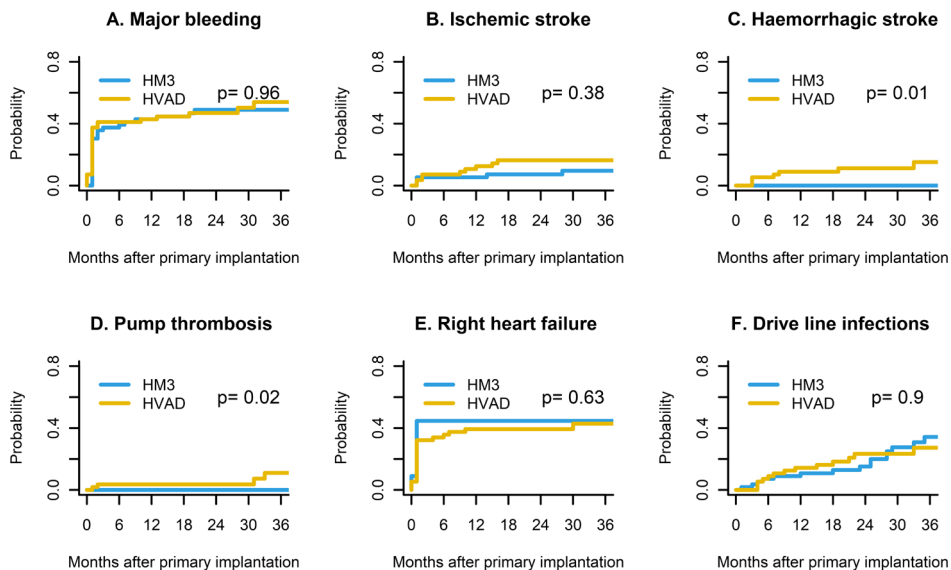 A. Major bleeding
Probability
0.0 0.4 0.8
HM3
HVAD
p= 0.96
0 6 12 18 24 30 36
Months after primary implantation
B. Ischemic stroke
Probability
0.0 0.4 0.8
HM3
HVAD
p= 0.38
0 6 12 18 24 30 36
Months after primary implantation
C. Haemorrhagic stroke
Probability
0.0 0.4 0.8
HM3
HVAD
p= 0.01
0 6 12 18 24 30 36
Months after primary implantation
D. Pump thrombosis
Probability
0.0 0.4 0.8
HM3
HVAD
p= 0.02
0 6 12 18 24 30 36
Months after primary implantation
E. Right heart failure
Probability
0.0 0.4 0.8
HM3
HVAD
p= 0.63
0 6 12 18 24 30 36
Months after primary implantation
F. Drive line infections
Probability
0.0 0.4 0.8
HM3
HVAD
p= 0.9
0 6 12 18 24 30 36
Months after primary implantation